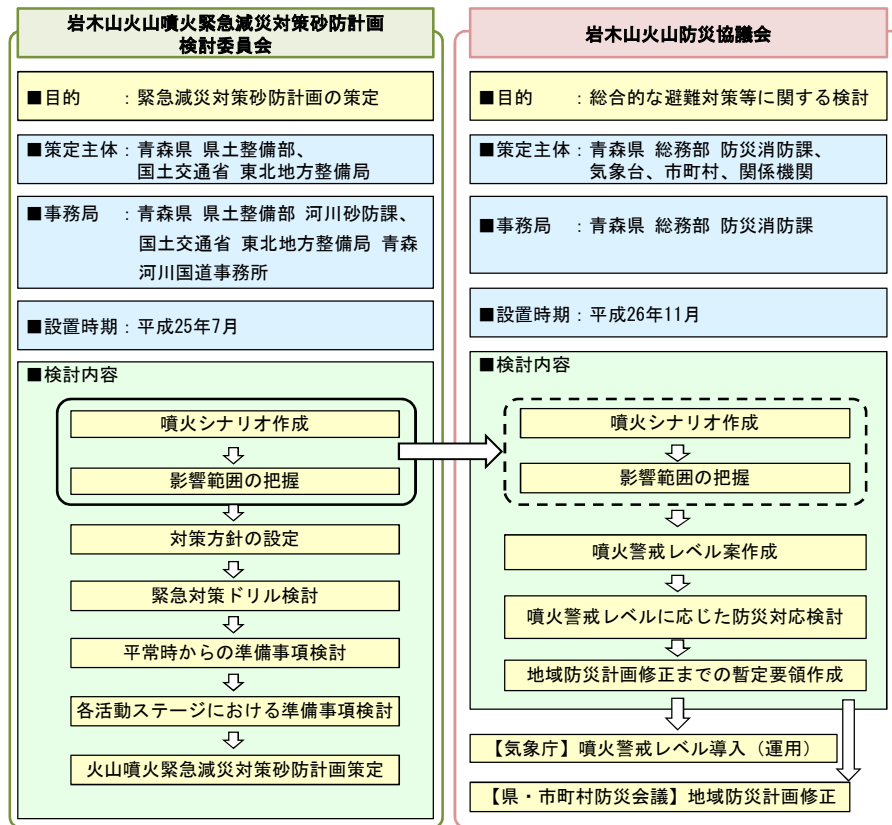 岩木山火山噴火緊急減災対策砂防計画
検討委員会
■目的　　：緊急減災対策砂防計画の策定
■策定主体：青森県 県土整備部、
国土交通省 東北地方整備局
■事務局　：青森県 県土整備部 河川砂防課、
国土交通省 東北地方整備局 青森
河川国道事務所
■設置時期：平成25年7月
■検討内容
噴火シナリオ作成
影響範囲の把握
対策方針の設定
緊急対策ドリル検討
平常時からの準備事項検討
各活動ステージにおける準備事項検討
火山噴火緊急減災対策砂防計画策定
岩木山火山防災協議会
■目的　　：総合的な避難対策等に関する検討
■策定主体：青森県 総務部 防災消防課、
気象台、市町村、関係機関
■事務局　：青森県 総務部 防災消防課
■設置時期：平成26年11月
■検討内容
噴火シナリオ作成
影響範囲の把握
噴火警戒レベル案作成
噴火警戒レベルに応じた防災対応検討
地域防災計画修正までの暫定要領作成
【気象庁】噴火警戒レベル導入（運用）
【県・市町村防災会議】地域防災計画修正